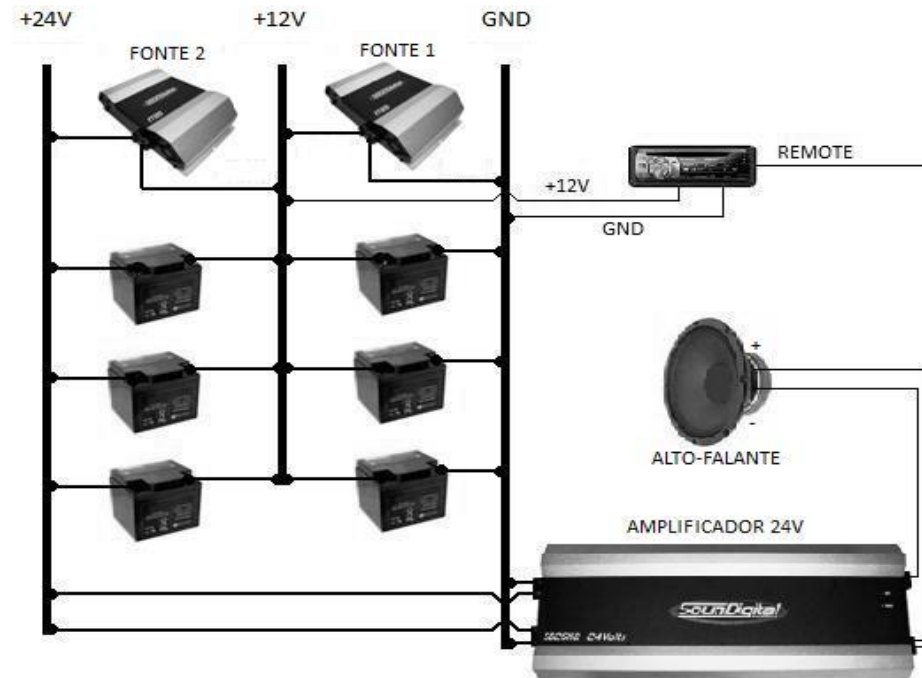 +24V
+12V
GND
FONTE 2
FONTE 1
REMOTE
+12V
GND
+
-
ALTO-FALANTE
AMPLIFICADOR 24V
SounDigital
24Volts